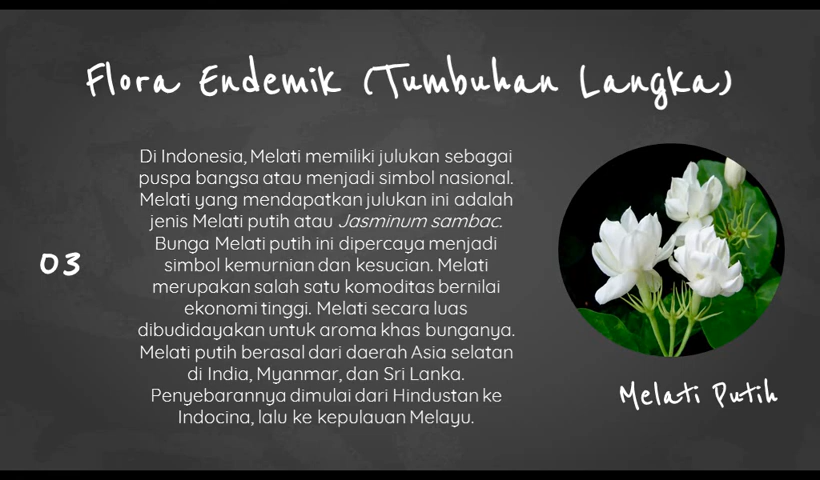 Flora Endemik (Tumbuhan Langka)
03
Di Indonesia, Melati memiliki julukan sebagai
puspa bangsa atau menjadi simbol nasional.
Melati yang mendapatkan julukan ini adalah
jenis Melati putih atau Jasminum sambac.
Bunga Melati putih ini dipercaya menjadi
simbol kemurnian dan kesucian. Melati
merupakan salah satu komoditas bernilai
ekonomi tinggi. Melati secara luas
dibudidayakan untuk aroma khas bunganya.
Melati putih berasal dari daerah Asia selatan
di India, Myanmar, dan Sri Lanka.
Penyebarannya dimulai dari Hindustan ke
Indocina, lalu ke kepulauan Melayu.
Melati Putih